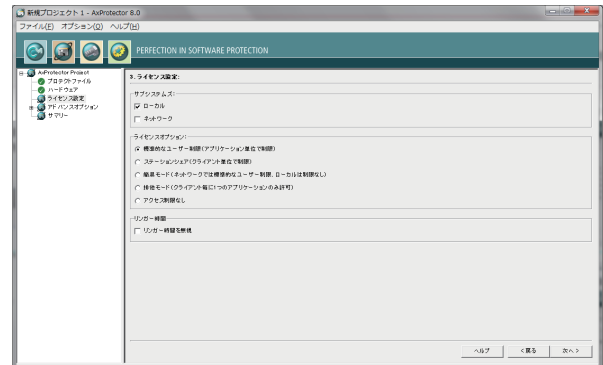 新規プロジェクト 1 - AxProtector 8.0
ファイル(F) オプション(O) ヘルプ(H)
PERFECTION IN SOFTWARE PROTECTION
AxProtector Project
プロテクトファイル
ハードウェア
ライセンス設定
アドバンスオプション
サマリー
3. ライセンス設定:
サブシステムズ:
ローカル
ネットワーク
ライセンスオプション:
標準的なユーザー制限(アプリケーション単位で制限)
ステーションシェア(クライアント単位で制限)
簡易モード(ネットワークでは標準的なユーザー制限、ローカルは制限なし)
排他モード(クライアント毎に1つのアプリケーションのみ許可)
アクセス制限なし
リンガー時間
リンガー時間を無視
ヘルプ
<戻る
次へ>